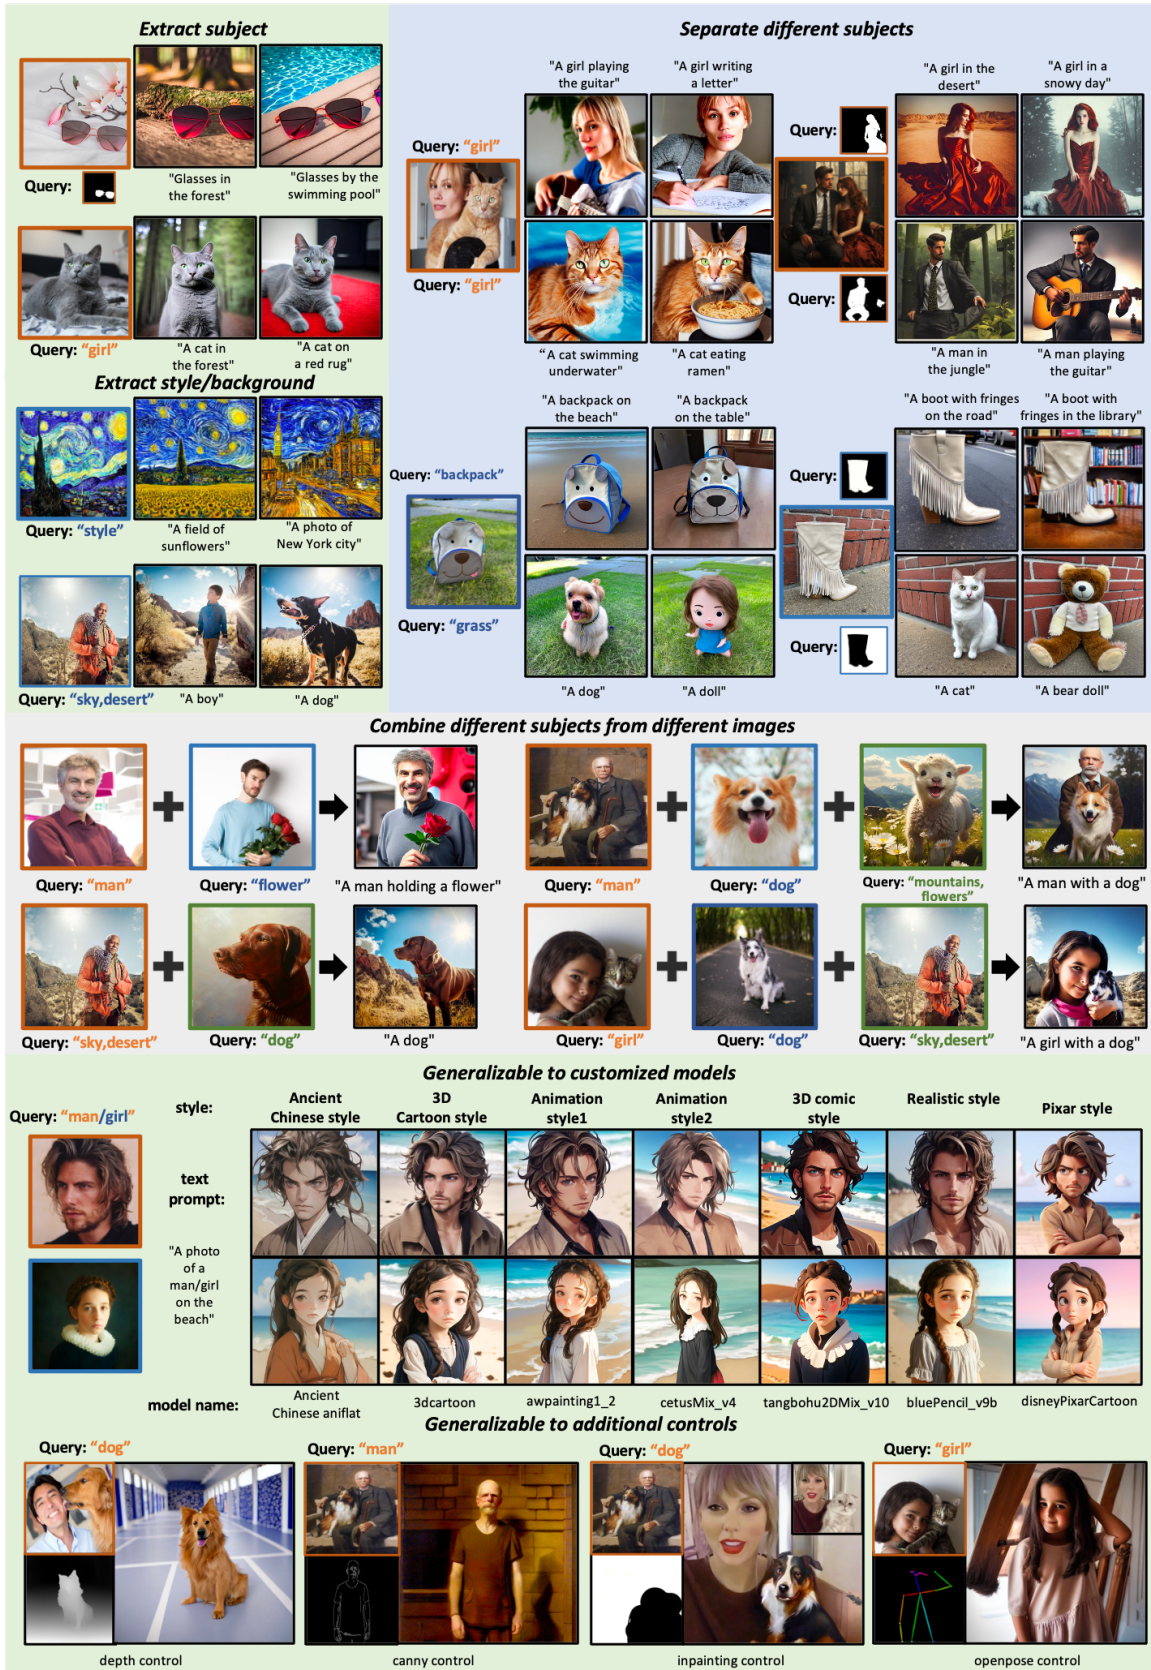 Extract subject
Query:
"Glasses in
the forest"
"Glasses by the
swimming pool"
Query: “girl”
"A cat in
the forest"
"A cat on
a red rug"
Extract style/background
Query: “style”
"A field of
sunflowers"
"A photo of
New York city"
Query: “sky,desert”
"A boy"
"A dog"
Separate different subjects
"A girl playing
the guitar"
"A girl writing
a letter"
Query: “girl”
Query: “girl”
“A cat swimming
underwater"
"A cat eating
ramen"
"A girl in the
desert"
"A girl in a
snowy day"
Query:
Query:
"A man in
the jungle"
"A man playing
the guitar"
"A backpack on
the beach"
"A backpack
on the table"
Query: “backpack”
Query: “grass”
"A dog"
"A doll"
"A boot with fringes
on the road"
"A boot with
fringes in the library"
Query:
Query:
"A cat"
"A bear doll"
Combine different subjects from different images
Query: “man”
Query: “flower”
"A man holding a flower"
Query: “man”
Query: “dog”
Query: “mountains,
flowers”
"A man with a dog"
Query: “sky,desert”
Query: “dog”
"A dog"
Query: “girl”
Query: “dog”
Query: “sky,desert”
"A girl with a dog"
Generalizable to customized models
Query: “man/girl”
style:
Ancient
Chinese style
3D
Cartoon style
Animation
style1
Animation
style2
3D comic
style
Realistic style
Pixar style
text
prompt:
"A photo
of a
man/girl
on the
beach"
model name:
Ancient
Chinese aniflat
3dcartoon
awpainting1_2
cetusMix_v4
tangbohu2DMix_v10
bluePencil_v9b
disneyPixarCartoon
Generalizable to additional controls
Query: “dog”
Query: “man”
Query: “dog”
Query: “girl”
depth control
canny control
inpainting control
openpose control